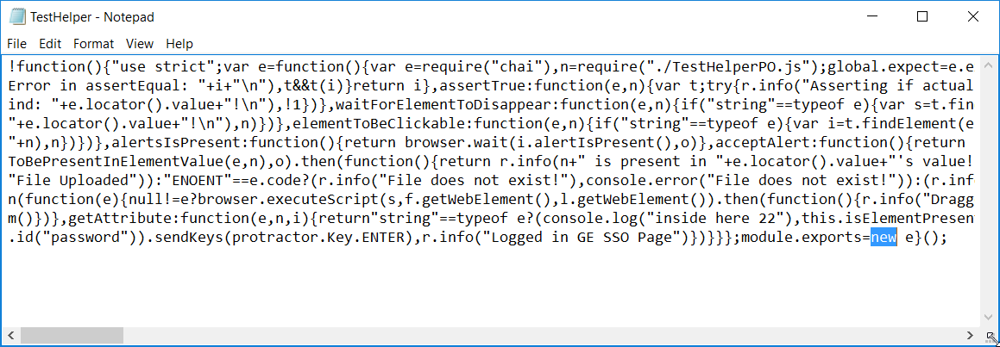 TestHelper - Notepad
File Edit Format View Help
!function(){"use strict";var e=function(){var e=require("chai"),n=require("./TestHelperPO.js");global.expect=e.e
Error in assertEqual: "+i+"\n"),t&&t(i)}return i},assertTrue:function(e,n){var t;try{r.info("Asserting if actual
ind: "+e.locator().value+"!\n"),!1})},waitForElementToDisappear:function(e,n){if("string"==typeof e){var s=t.fin
"+e.locator().value+"!\n"),n)})},elementToBeClickable:function(e,n){if("string"==typeof e){var i=t.findElement(e
"+n),n})})},alertsIsPresent:function(){return browser.wait(i.alertIsPresent(),o)},acceptAlert:function(){return
ToBePresentInElementValue(e,n),o).then(function(){return r.info(n+" is present in "+e.locator().value+"'s value!
"File Uploaded")):"ENOENT"==e.code?(r.info("File does not exist!"),console.error("File does not exist!")):(r.inf
n(function(e){null!=e?browser.executeScript(s,f.getWebElement(),l.getWebElement()).then(function(){r.info("Dragg
m()})},getAttribute:function(e,n,i){return"string"==typeof e?(console.log("inside here 22"),this.isElementPresen
.id("password")).sendKeys(protractor.Key.ENTER),r.info("Logged in GE SSO Page")})}}};module.exports=new e}();